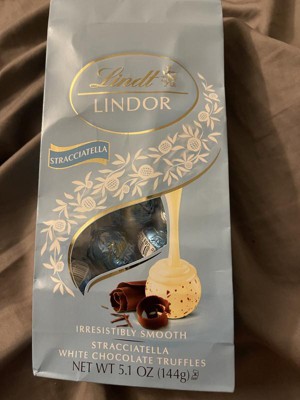 Lindt
LINDOR
STRACCIATELLA
IRRESISTIBLY SMOOTH
STRACCIATELLA
WHITE CHOCOLATE TRUFFLES
NET WT 5.1 OZ (144g)